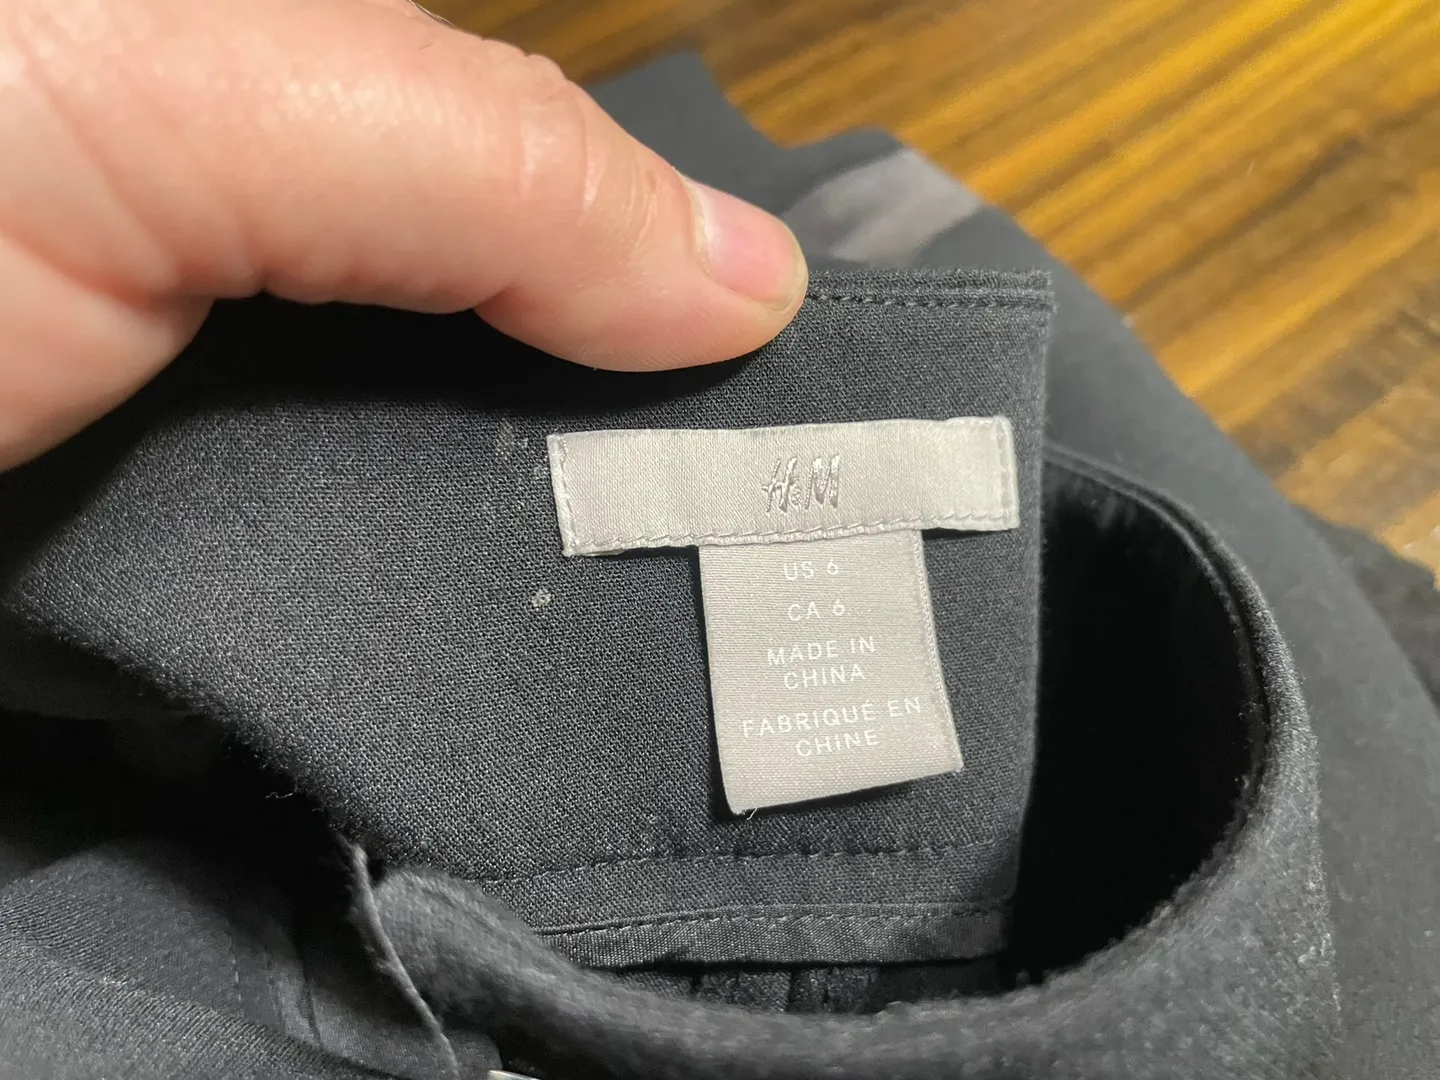 H&M
US 6
CA 6
MADE IN
CHINA
FABRIQUÉ EN
CHINE